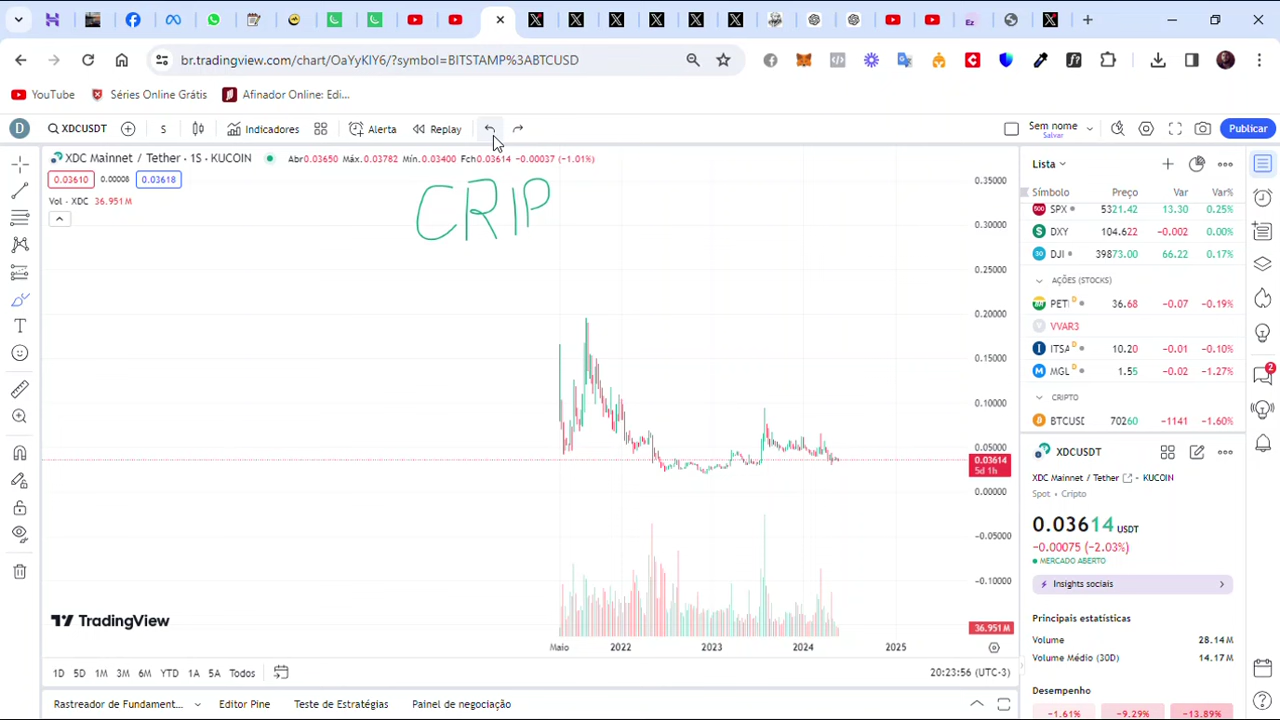 br.tradingview.com/chart/OaYyKlY6/?symbol=BITSTAMP%3ABTCUSD
YouTube
Séries Online Grátis
Afinador Online: Edi...
D
XDCUSDT
S
Indicadores
Alerta
Replay
Sem nome
Salvar
Publicar
XDC Mainnet / Tether · 1S · KUCOIN
Abr0.03650 Máx.0.03782 Mín.0.03400 Fch0.03614 −0.00037 (−1.01%)
0.03610
0.00008
0.03618
Vol · XDC 36.951M
CRIP
0.35000
0.30000
0.25000
0.20000
0.15000
0.10000
0.05000
0.03614
5d 1h
0.00000
−0.05000
−0.10000
36.951M
TradingView
Maio 2022 2023 2024 2025
1D 5D 1M 3M 6M YTD 1A 5A Todos
20:23:56 (UTC-3)
Rastreador de Fundament...
Editor Pine
Teste de Estratégias
Painel de negociação
Lista
Símbolo Preço Var Var%
SPX 5321.42 13.30 0.25%
DXY 104.622 −0.002 0.00%
DJI 39873.00 66.22 0.17%
AÇÕES (STOCKS)
PET D 36.68 −0.07 −0.19%
VVAR3
ITSA D 10.20 −0.01 −0.10%
MGL D 1.55 −0.02 −1.27%
CRIPTO
BTCUSD 70260 −1141 −1.60%
XDCUSDT
XDC Mainnet / Tether KUCOIN
Spot • Cripto
0.03614 USDT
−0.00075 (−2.03%)
MERCADO ABERTO
Insights sociais
Principais estatísticas
Volume 28.14M
Volume Médio (30D) 14.17M
Desempenho
−1.61% −9.29% −13.89%
2